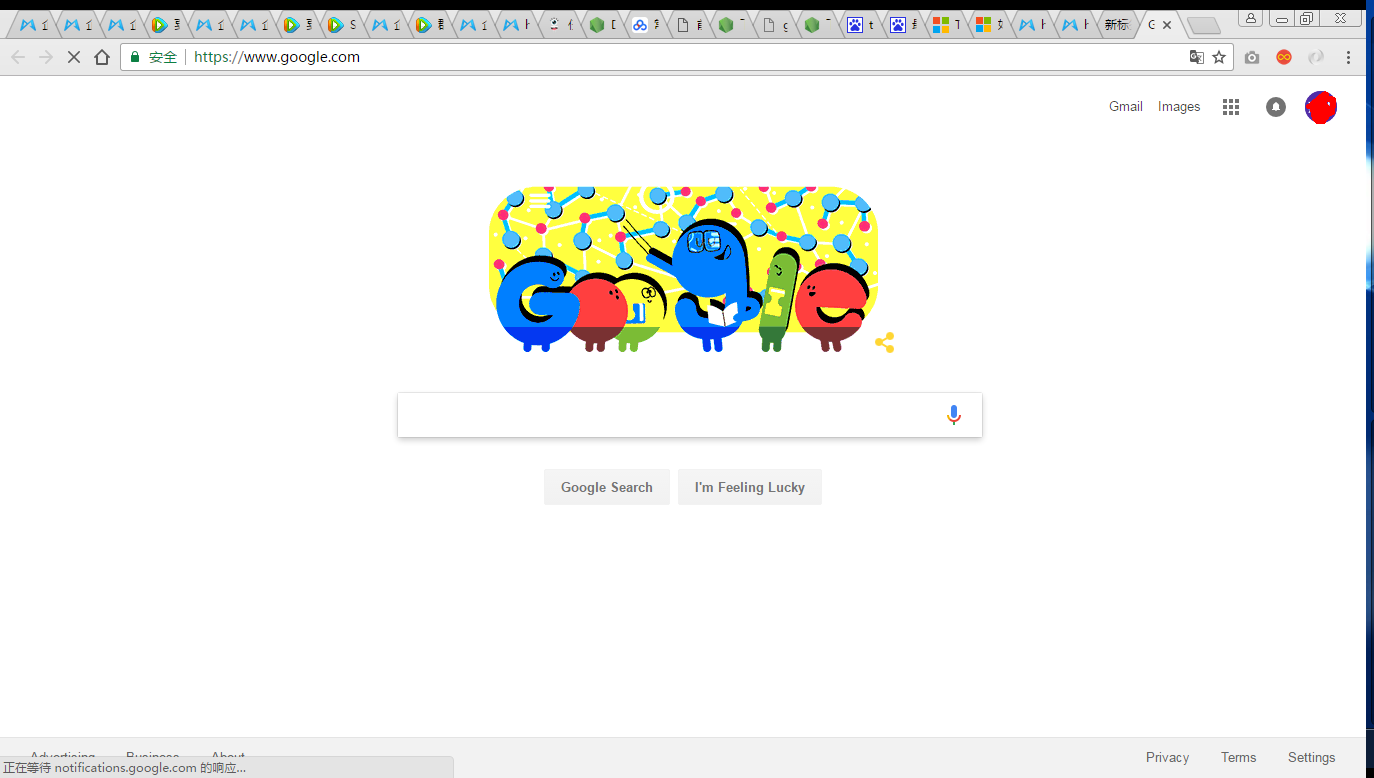 新标
安全 https://www.google.com
Gmail Images
Google Search I'm Feeling Lucky
Advertising Business About
Privacy Terms Settings
正在等待 notifications.google.com 的响应...